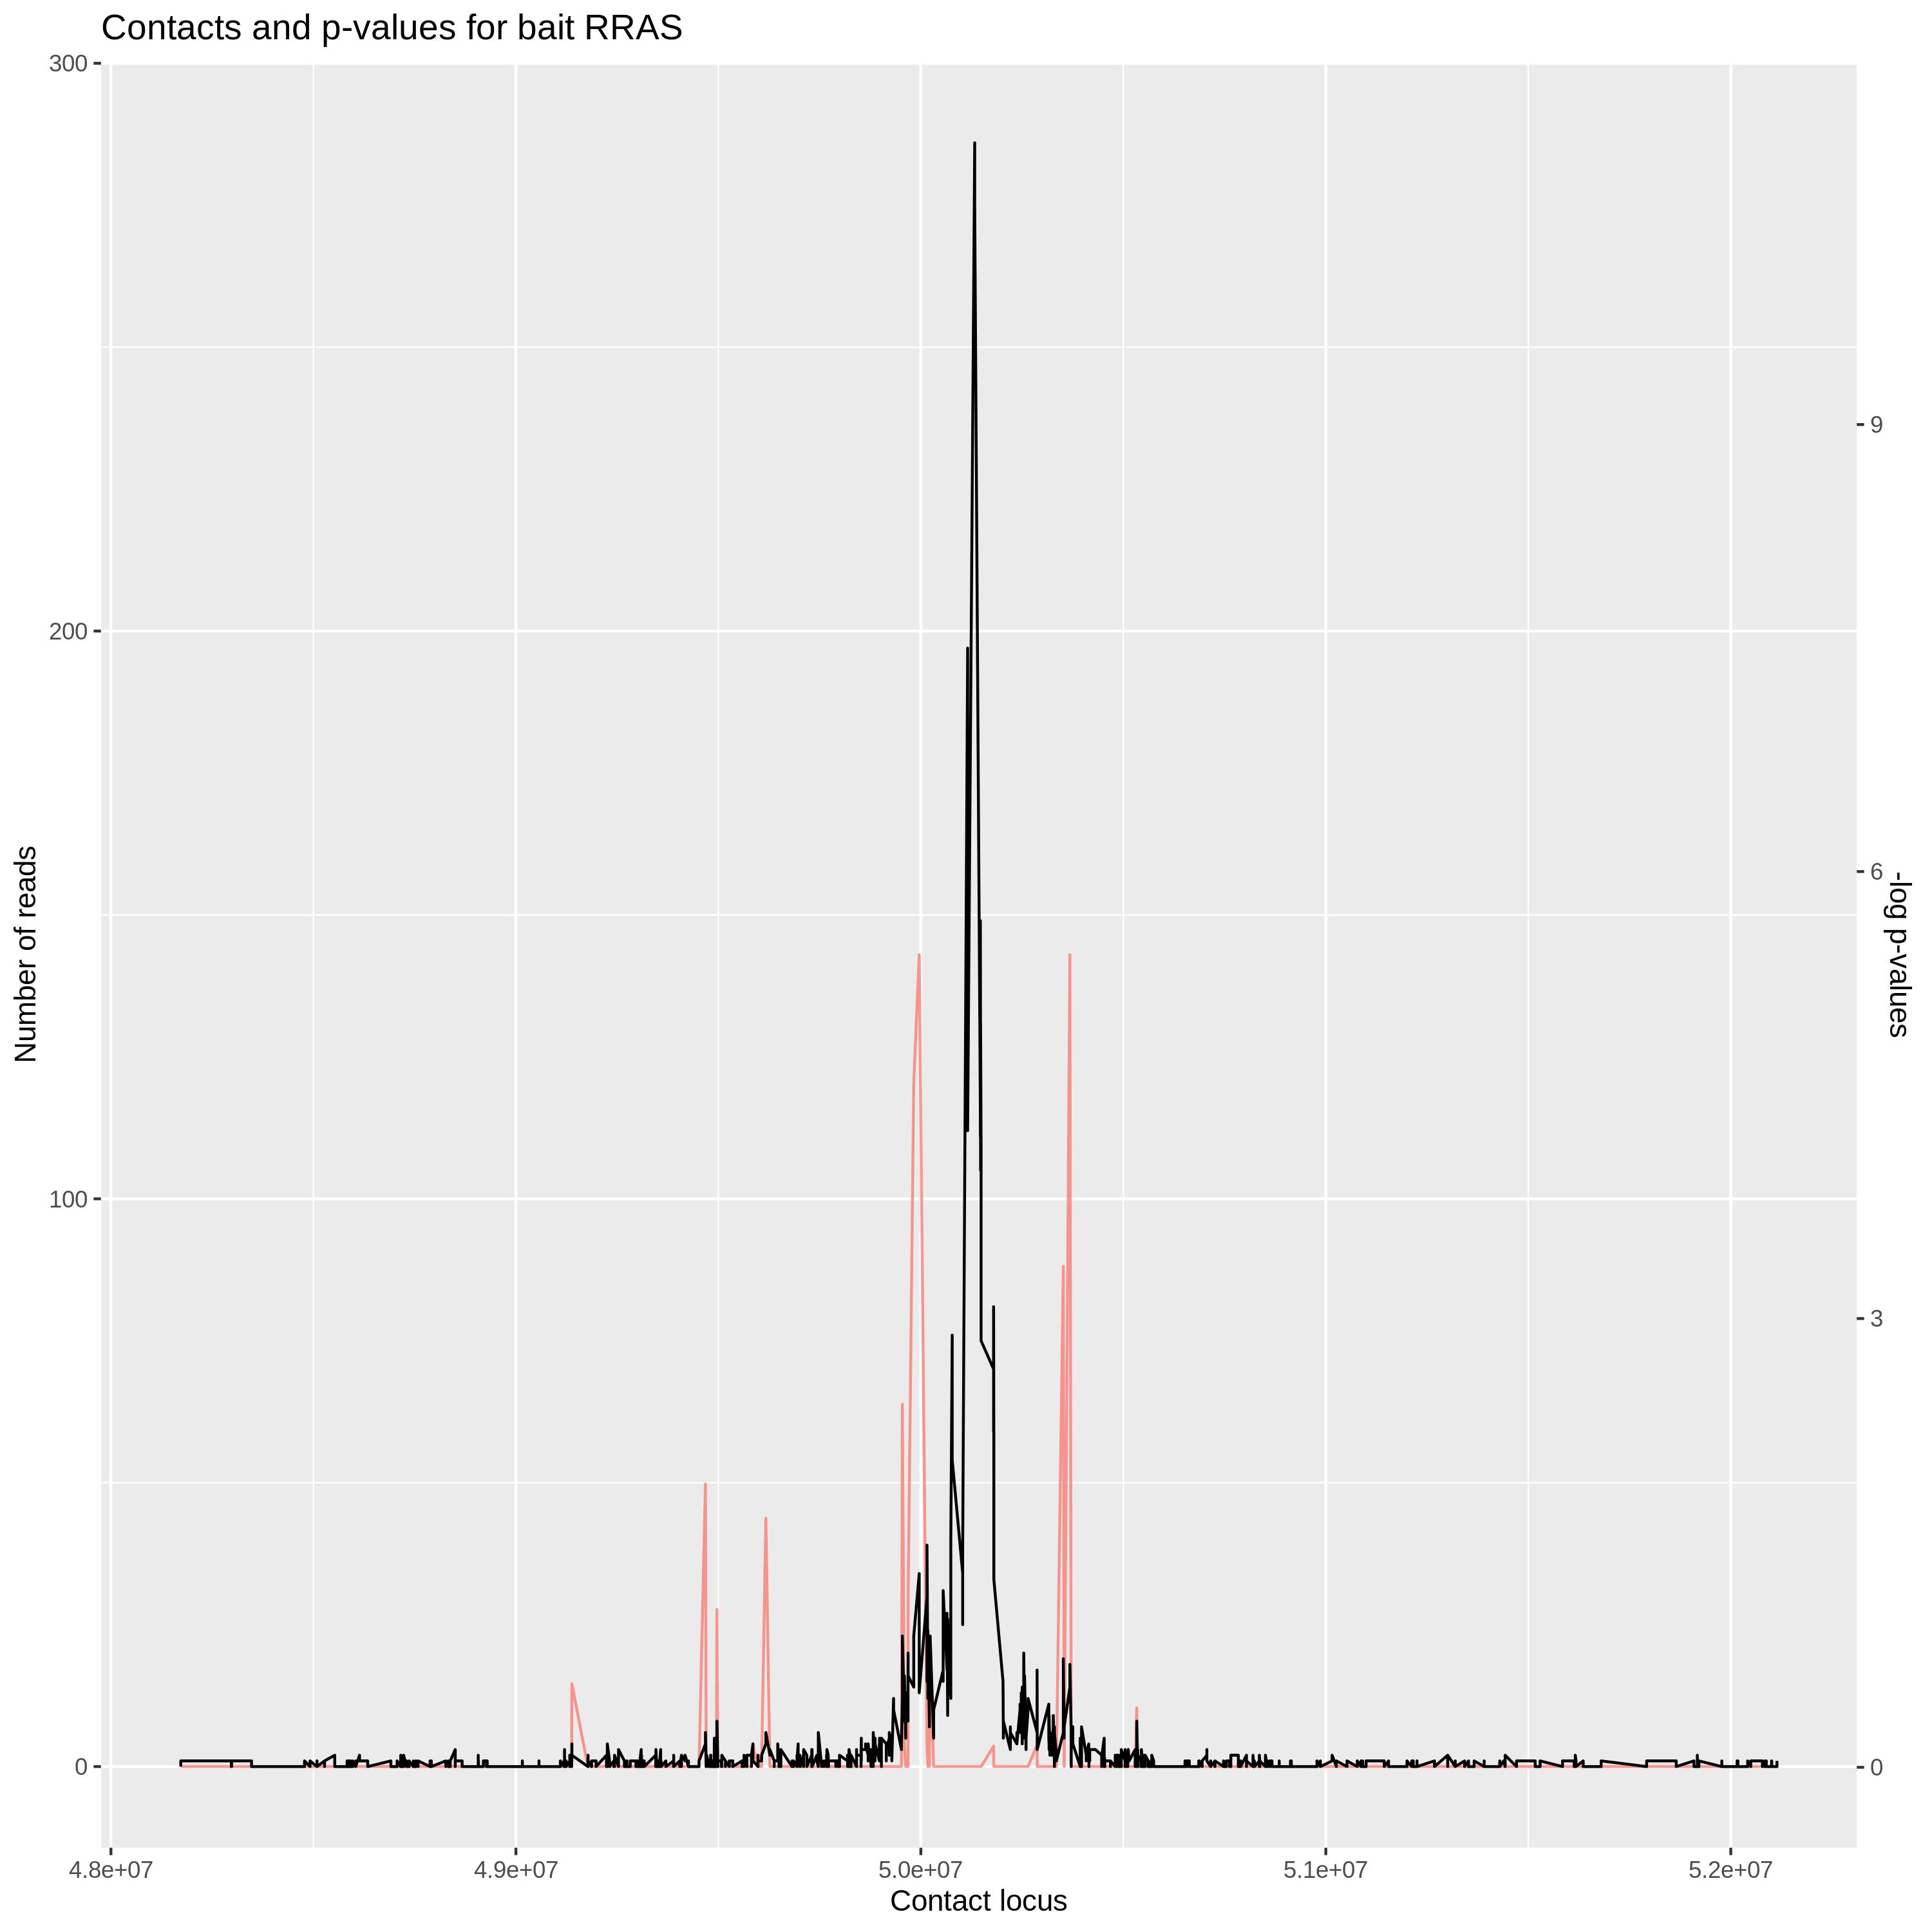 Contacts and p-values for bait RRAS
300
200
100
0
Number of reads
9
6
3
0
-log p-values
4.8e+07
4.9e+07
5.0e+07
5.1e+07
5.2e+07
Contact locus